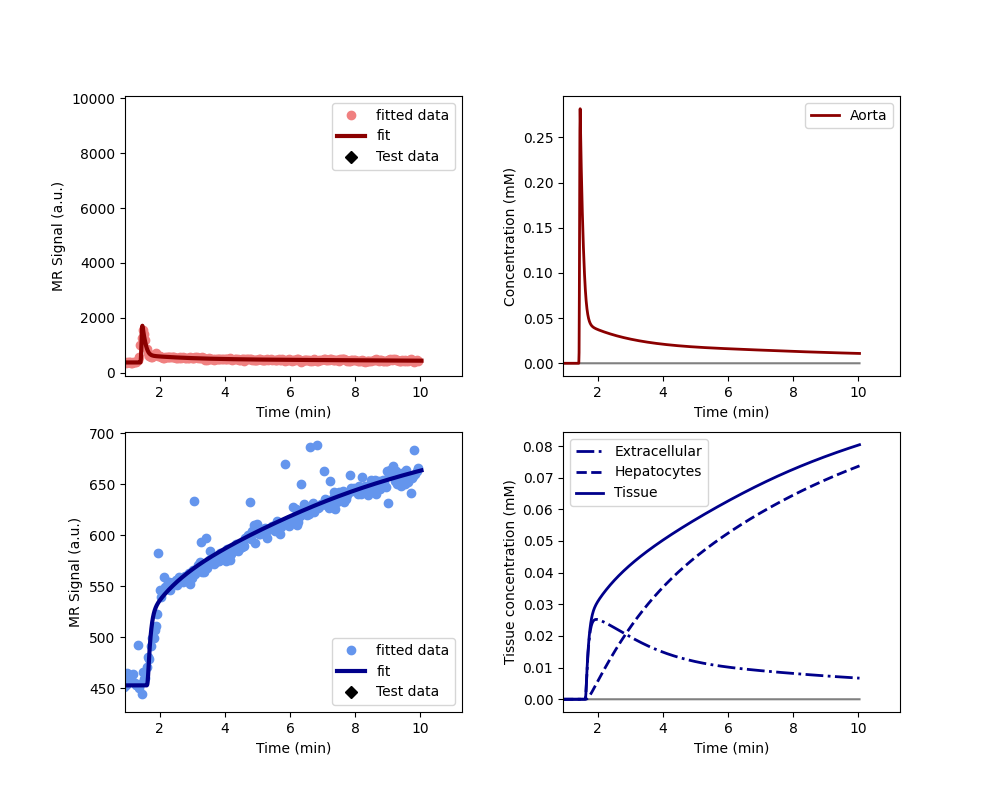 10000
8000
6000
4000
2000
0
MR Signal (a.u.)
2
4
6
8
10
Time (min)
fitted data
fit
Test data
0.25
0.20
0.15
0.10
0.05
0.00
Concentration (mM)
2
4
6
8
10
Time (min)
Aorta
700
650
600
550
500
450
MR Signal (a.u.)
2
4
6
8
10
Time (min)
fitted data
fit
Test data
0.08
0.07
0.06
0.05
0.04
0.03
0.02
0.01
0.00
Tissue concentration (mM)
2
4
6
8
10
Time (min)
Extracellular
Hepatocytes
Tissue